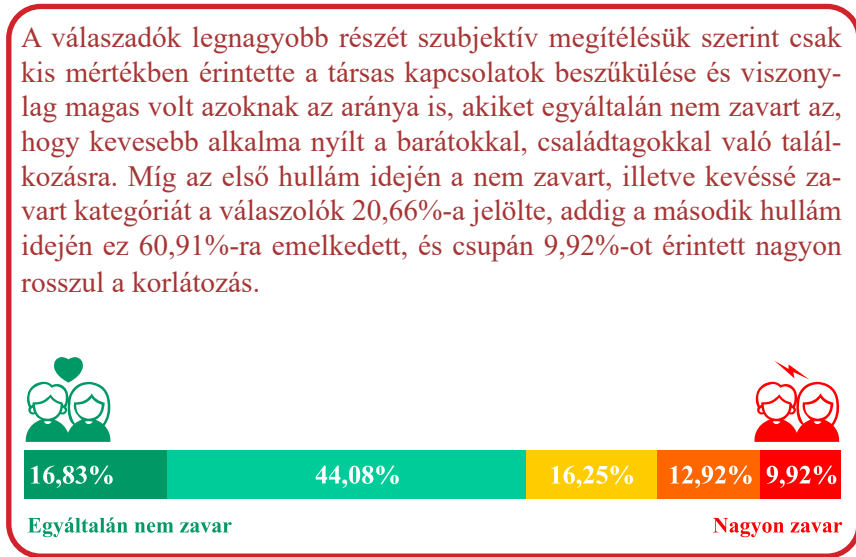 A válaszadók legnagyobb részét szubjektív megítélésük szerint csak
kis mértékben érintette a társas kapcsolatok beszűkülése és viszony-
lag magas volt azoknak az aránya is, akiket egyáltalán nem zavart az,
hogy kevesebb alkalma nyílt a barátokkal, családtagokkal való talál-
kozásra. Míg az első hullám idején a nem zavart, illetve kevéssé za-
vart kategóriát a válaszolók 20,66%-a jelölte, addig a második hullám
idején ez 60,91%-ra emelkedett, és csupán 9,92%-ot érintett nagyon
rosszul a korlátozás.
16,83% 44,08% 16,25% 12,92% 9,92%
Egyáltalán nem zavar Nagyon zavar